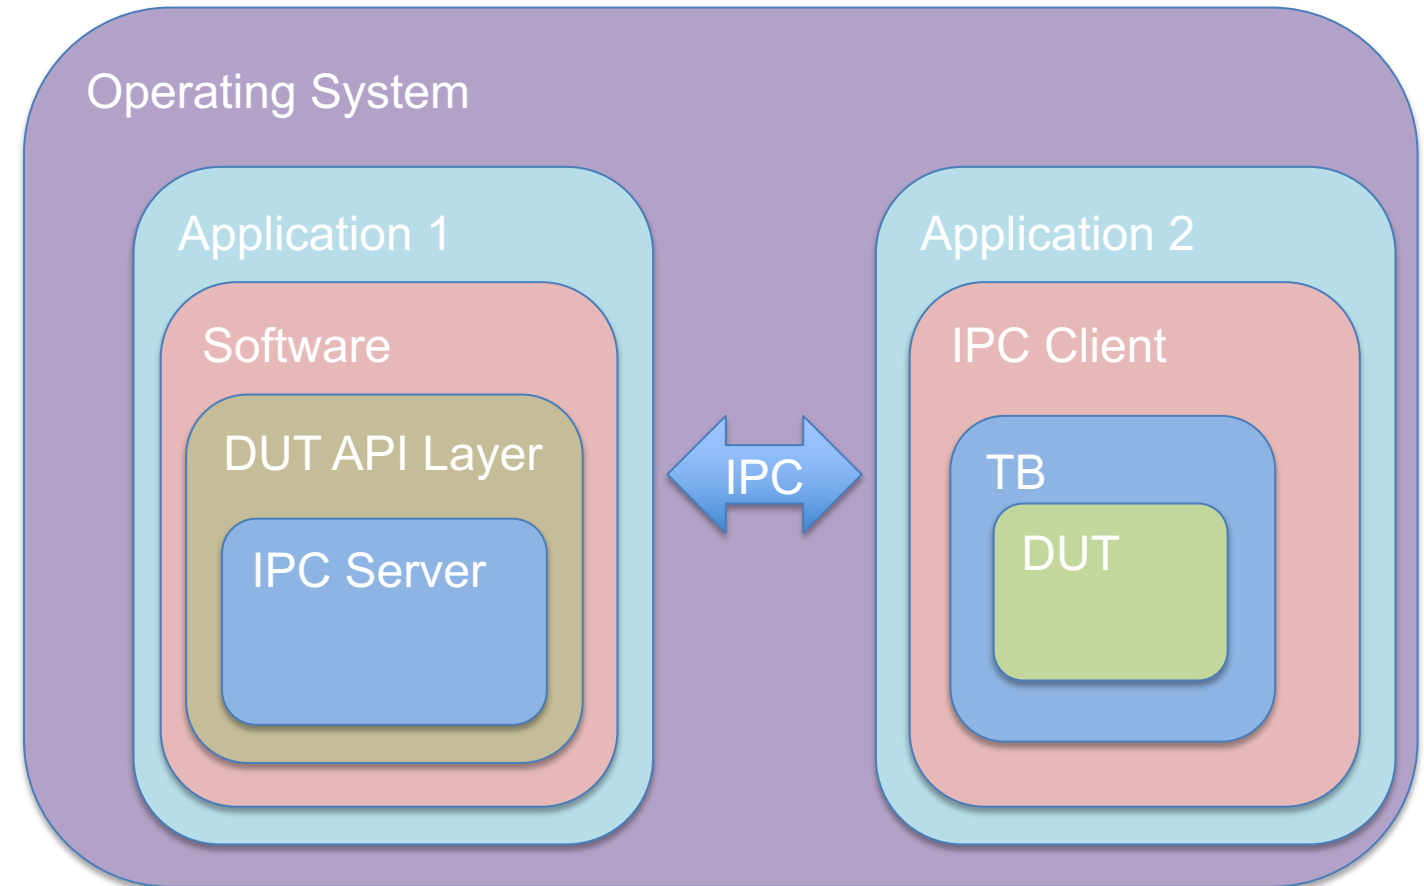 Operating System
Application 1
Software
DUT API Layer
IPC Server
IPC
Application 2
IPC Client
TB
DUT